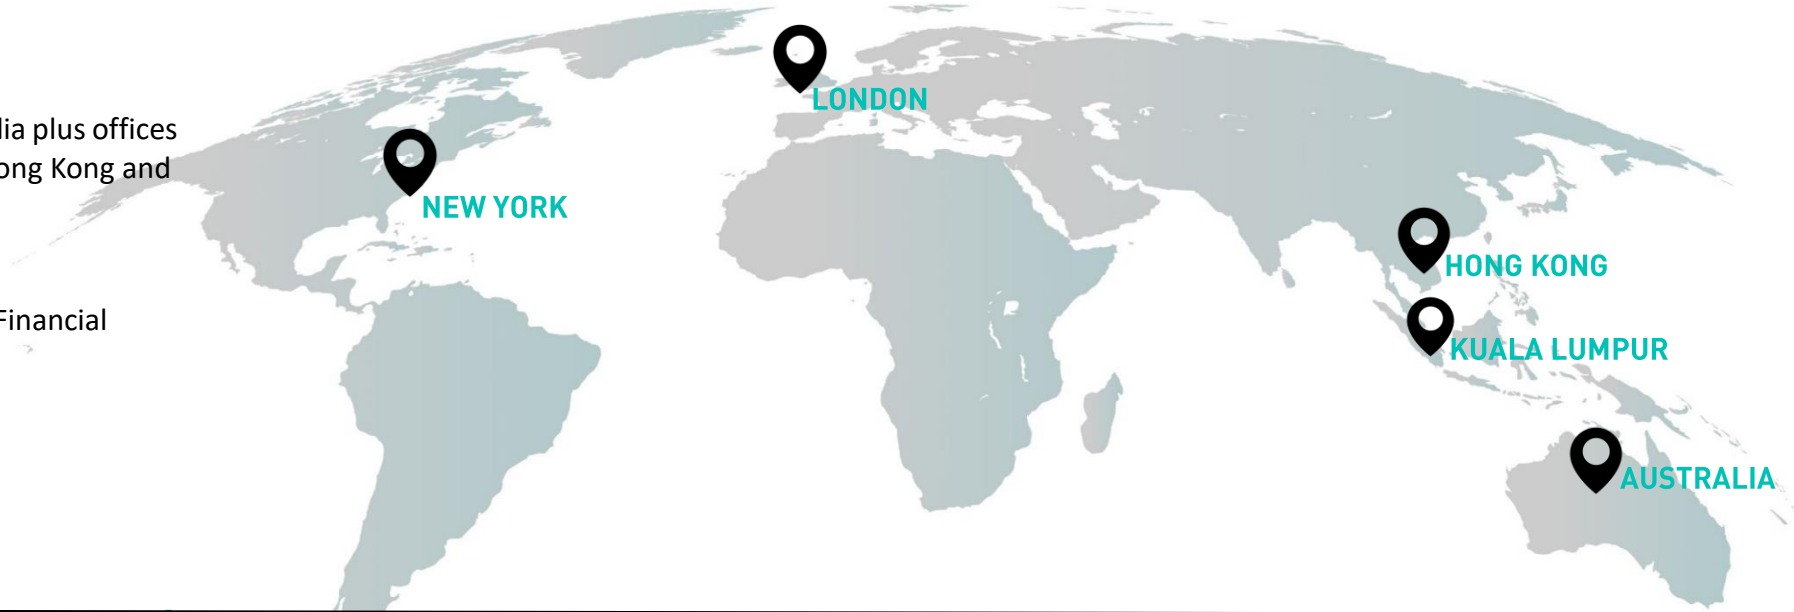 lia plus offices
ong Kong and
Financial
LONDON
NEW YORK
HONG KONG
KUALA LUMPUR
AUSTRALIA